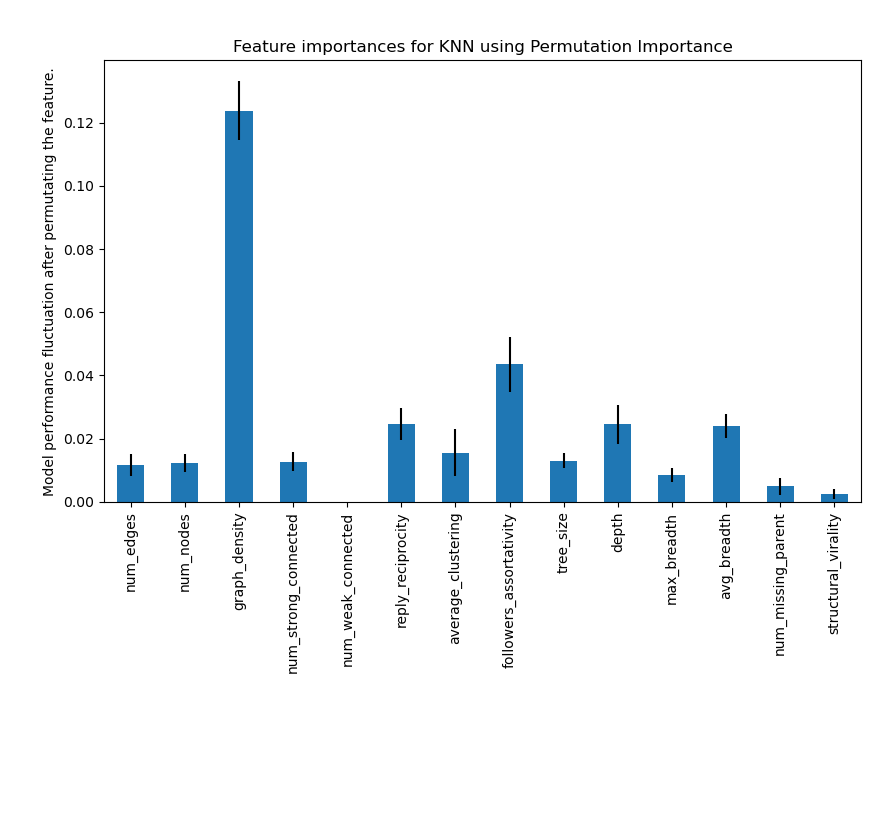 Feature importances for KNN using Permutation Importance
Model performance fluctuation after permutating the feature.
0.12
0.10
0.08
0.06
0.04
0.02
0.00
num_edges
num_nodes
graph_density
num_strong_connected
num_weak_connected
reply_reciprocity
average_clustering
followers_assortativity
tree_size
depth
max_breadth
avg_breadth
num_missing_parent
structural_virality